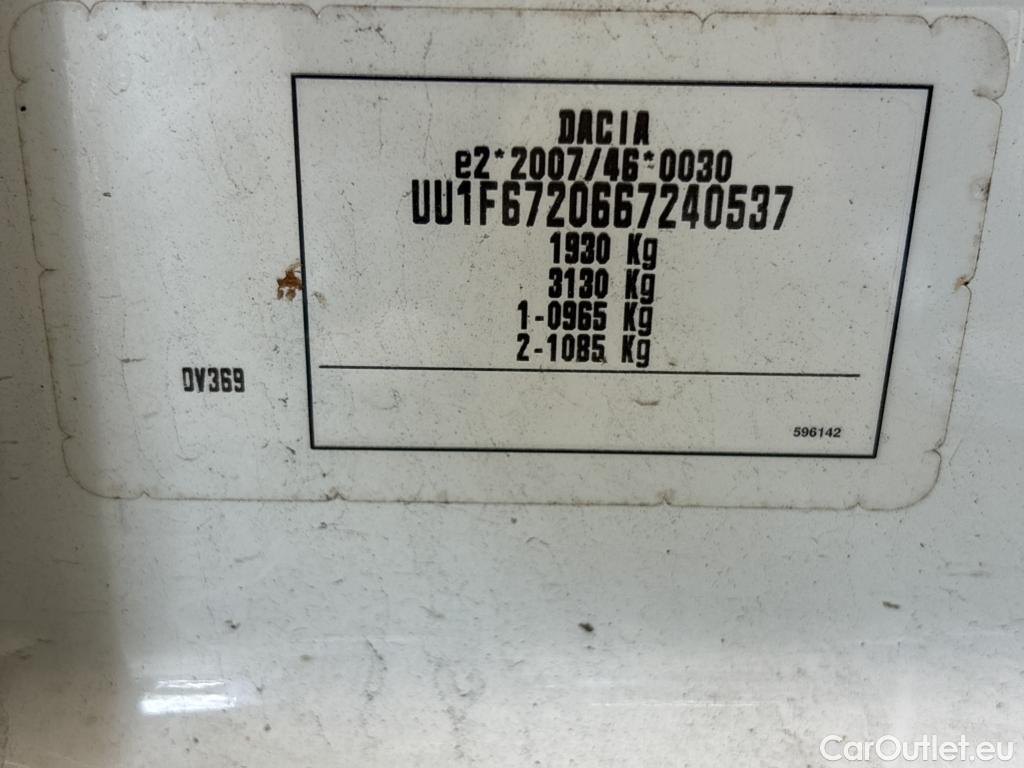 DACIA
e2*2007/46*0030
UU1F6720667240537
1930 Kg
3130 Kg
1-0965 Kg
2-1085 Kg
DV369
596142
CarOutlet.eu